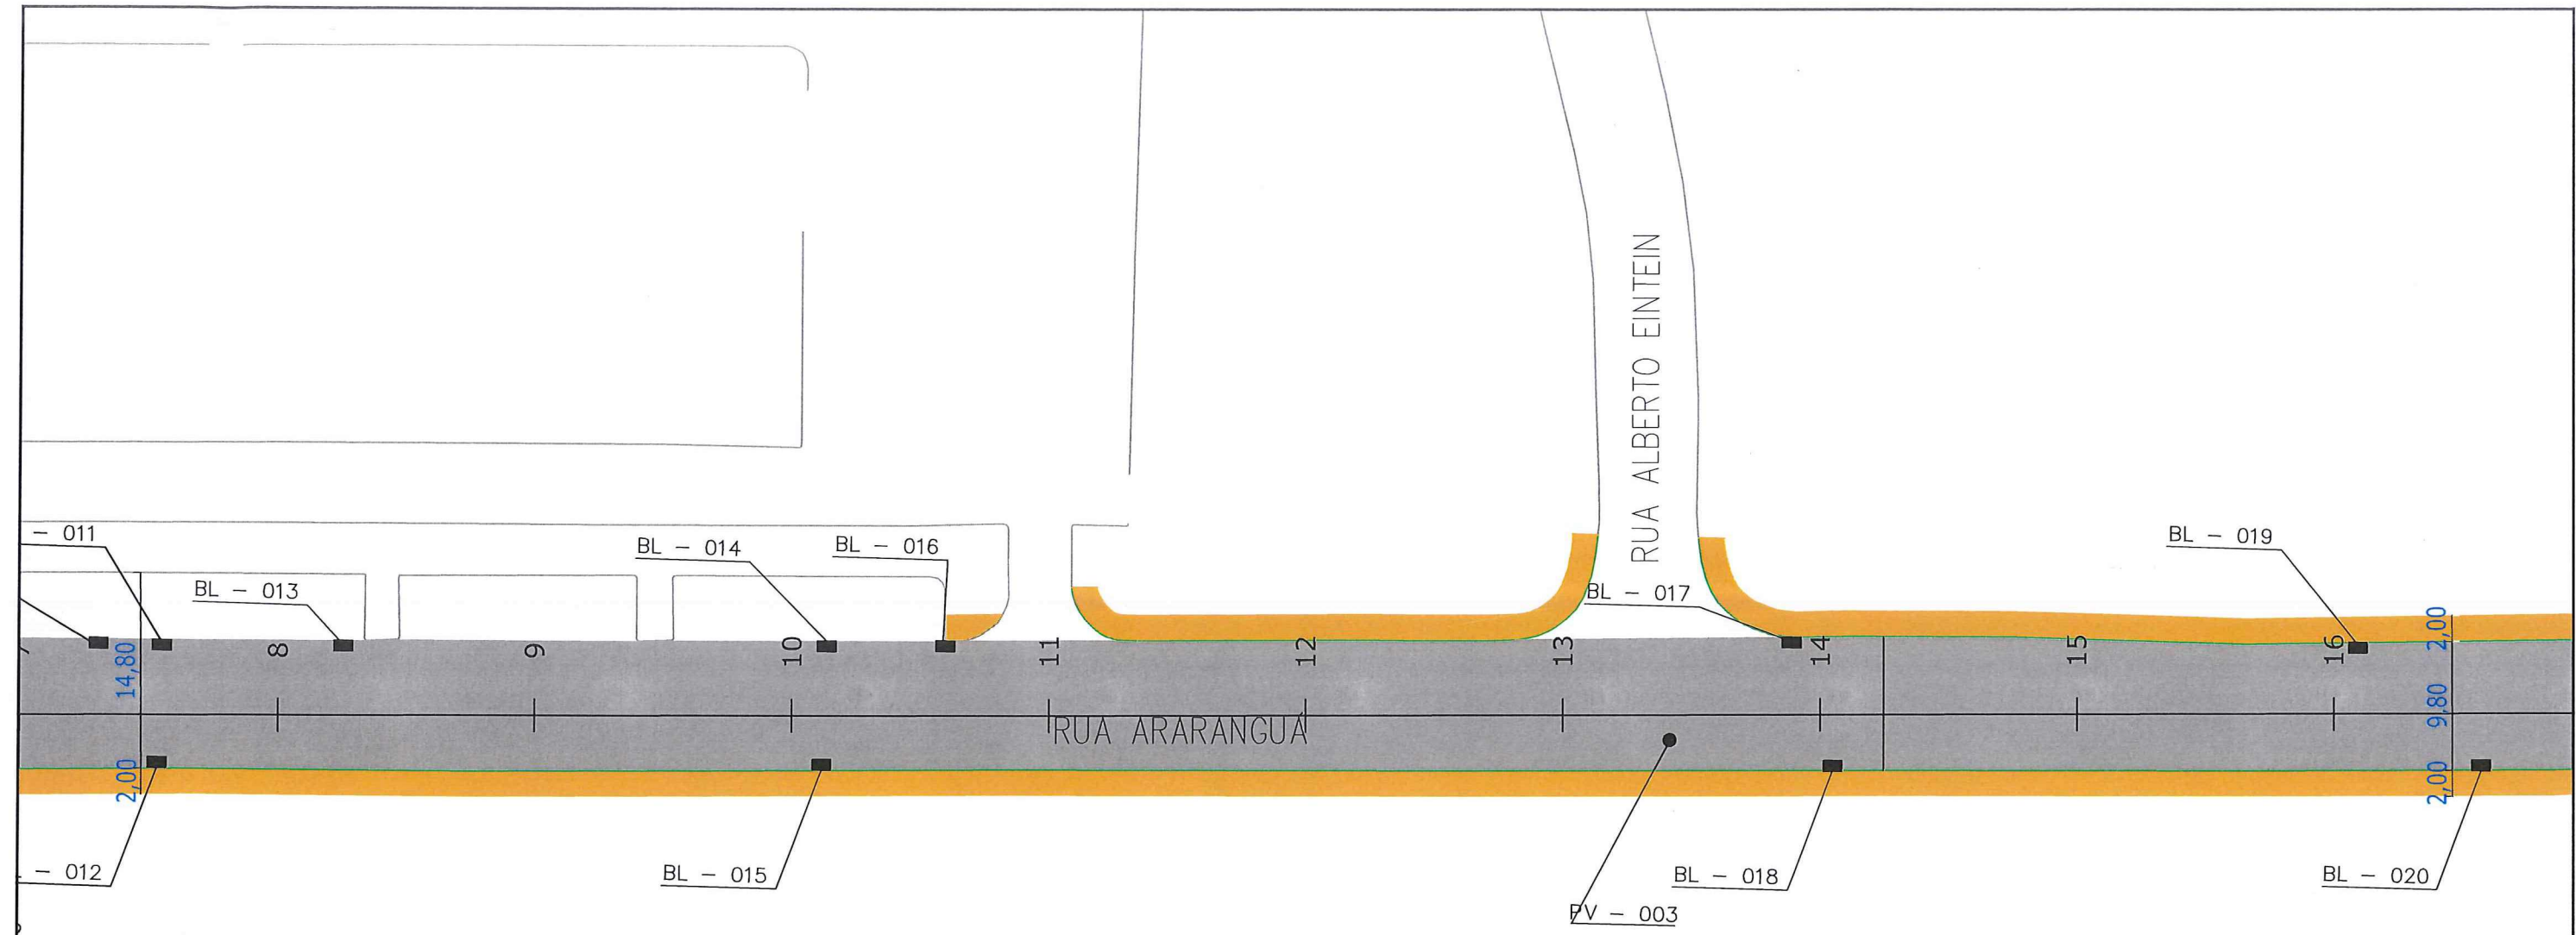 RUA ALBERTO EINTEIN
- 011
BL - 014
BL - 016
BL - 019
BL - 013
BL - 017
14,80
8
9
10
11
12
13
14
15
16
2,00
9,80
RUA ARARANGUÁ
2,00
2,00
- 012
BL - 015
BL - 018
BL - 020
PV - 003